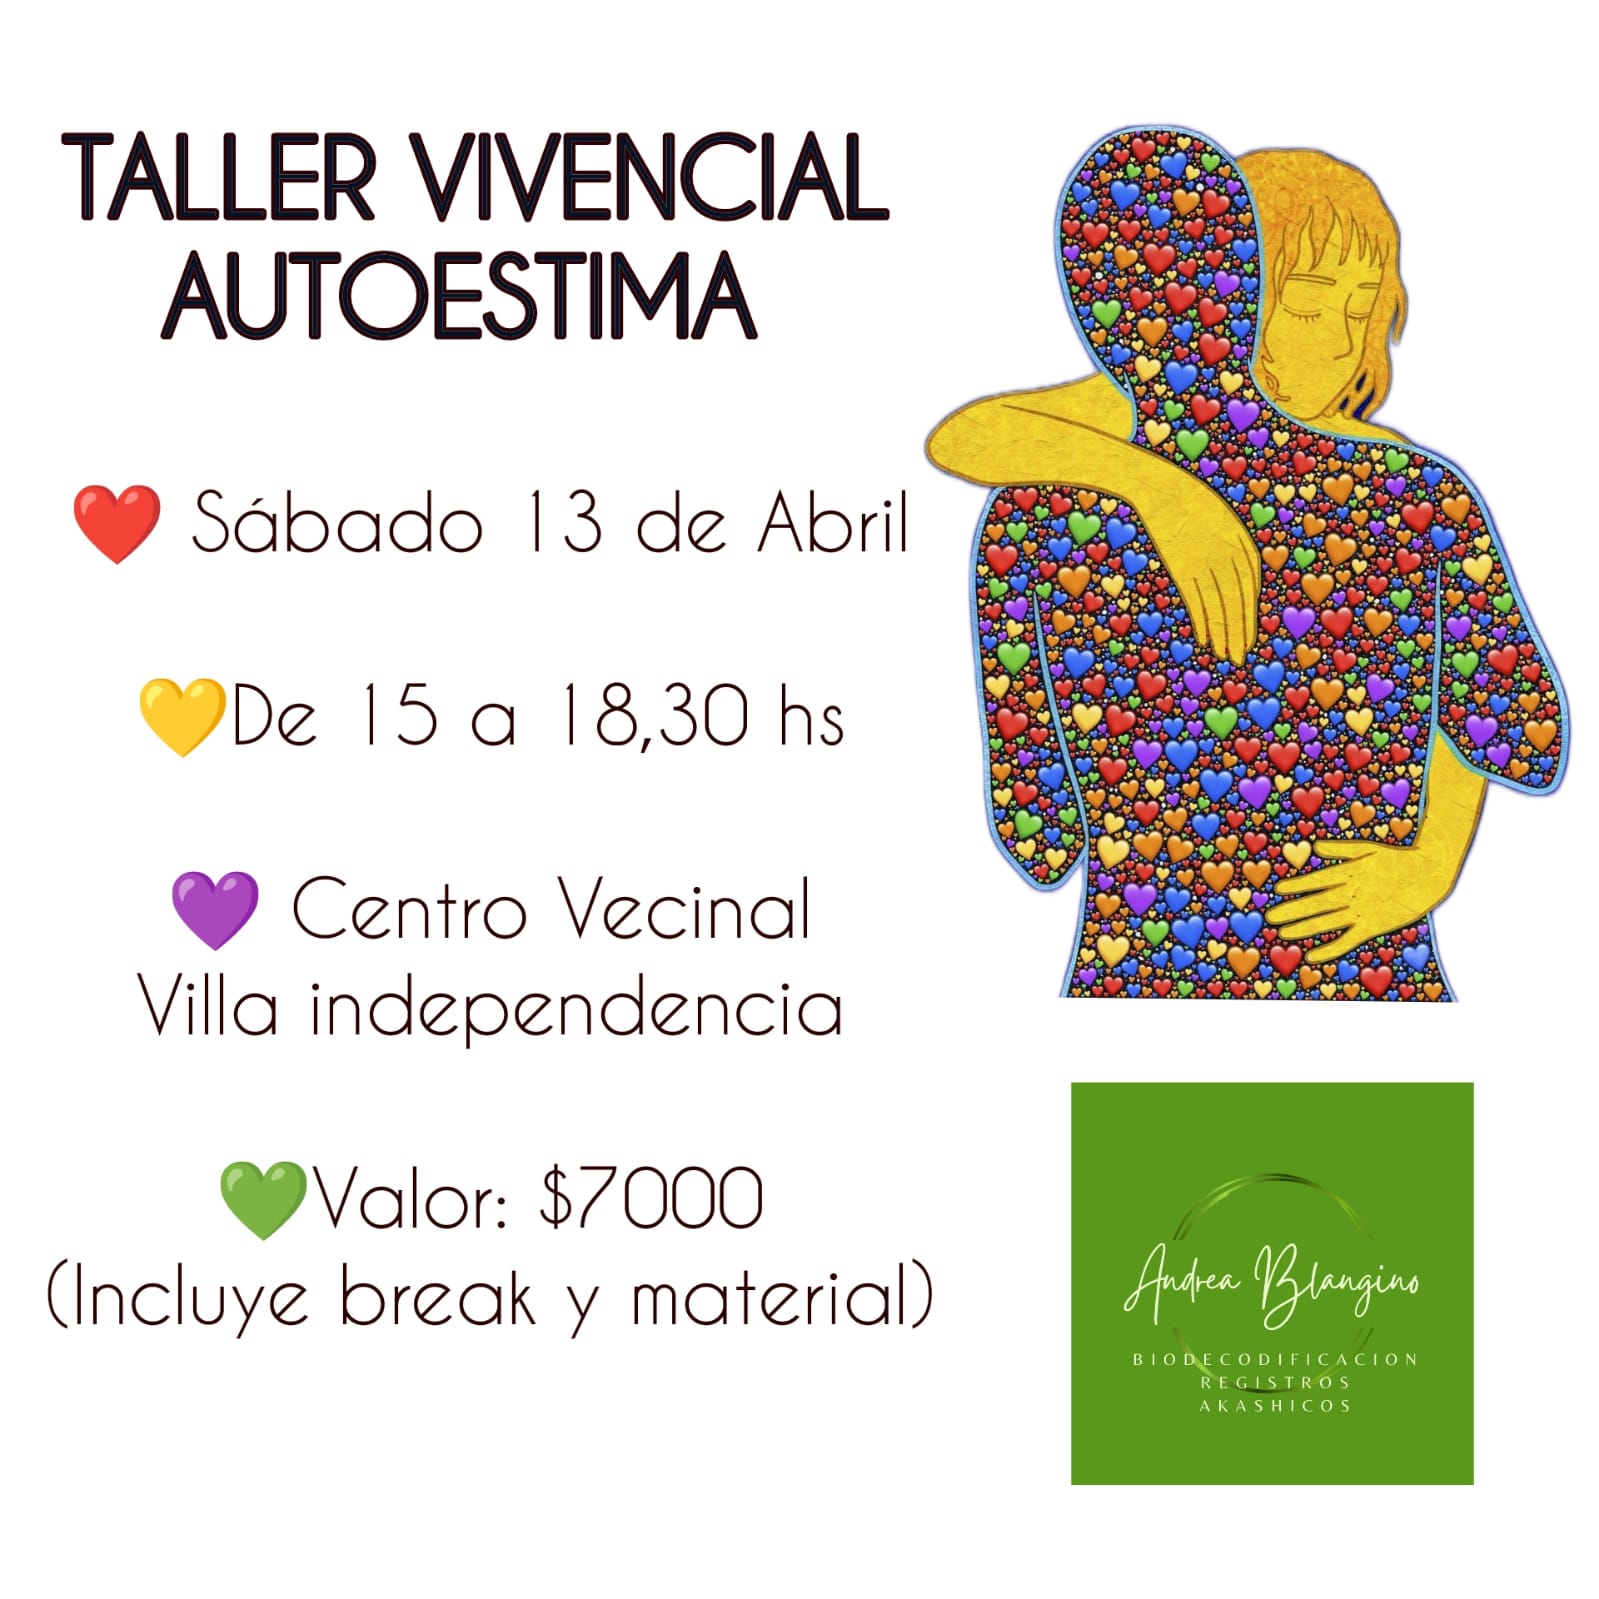 TALLER VIVENCIAL
AUTOESTIMA
❤️ Sábado 13 de Abril
💛De 15 a 18,30 hs
💜 Centro Vecinal
Villa independencia
💚Valor: $7000
(Incluye break y material)
Andrea Blangino
BIODECODIFICACION
REGISTROS
AKASHICOS